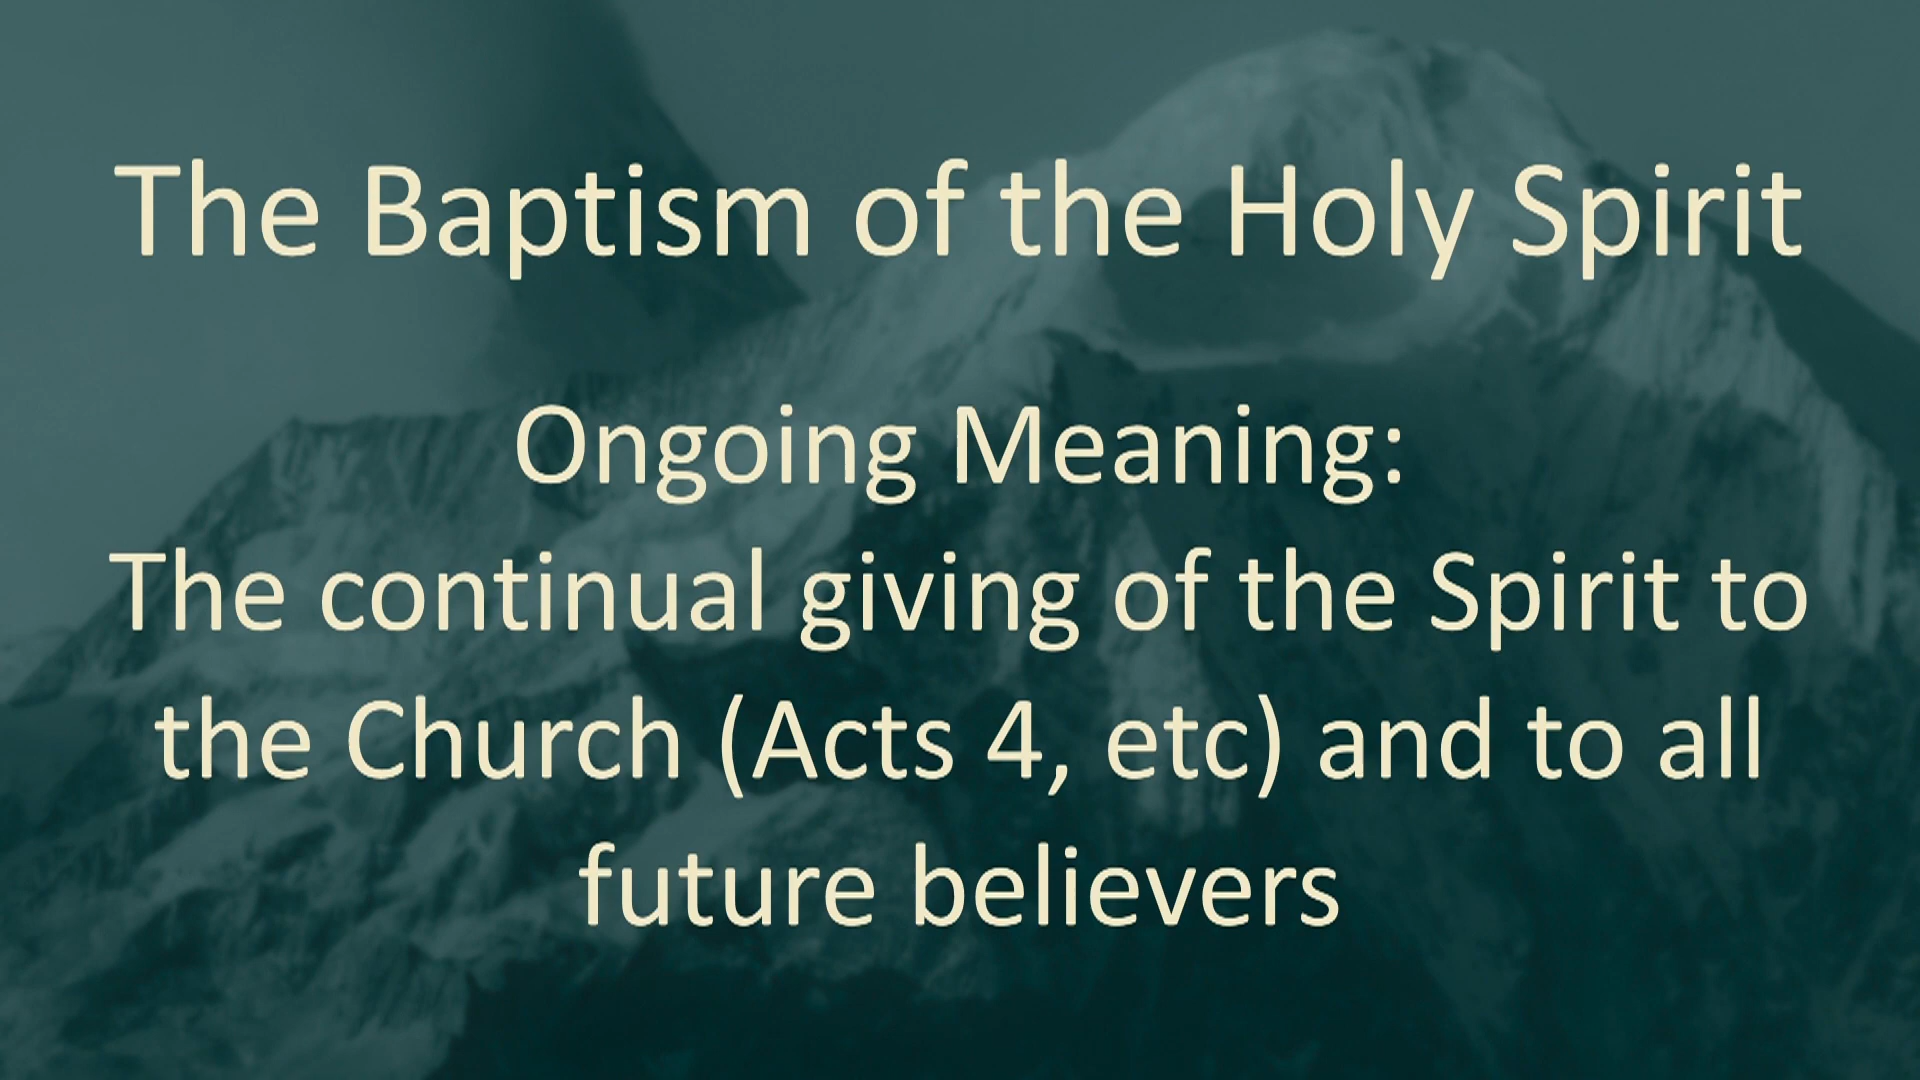 The Baptism of the Holy Spirit
Ongoing Meaning:
The continual giving of the Spirit to
the Church (Acts 4, etc) and to all
future believers